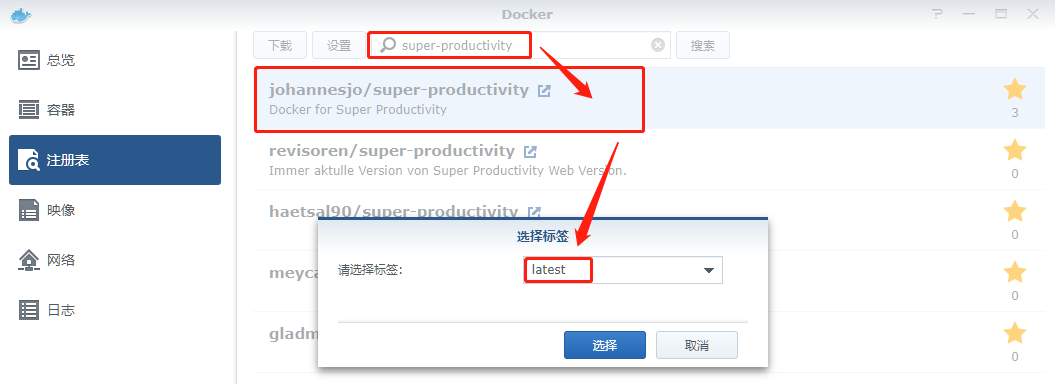 Docker
总览
容器
注册表
映像
网络
日志
下载
设置
super-productivity
搜索
johannesjo/super-productivity
Docker for Super Productivity
3
revisoren/super-productivity
Immer aktulle Version von Super Productivity Web Version.
0
haetsal90/super-productivity
0
meyca
0
gladm
0
选择标签
请选择标签:
latest
选择
取消